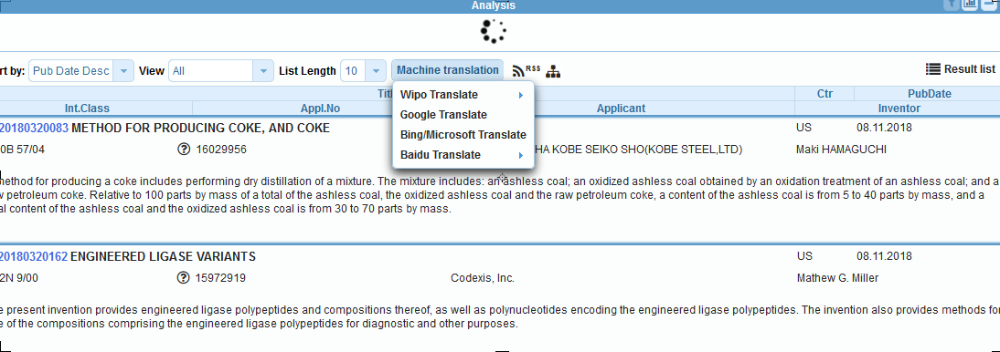 Analysis
rt by: Pub Date Desc View All List Length 10 Machine translation RSS Result list
Wipo Translate
Google Translate
Bing/Microsoft Translate
Baidu Translate
Titl Ctr PubDate
Int.Class Appl.No Applicant Inventor
20180320083 METHOD FOR PRODUCING COKE, AND COKE US 08.11.2018
0B 57/04 16029956 HA KOBE SEIKO SHO(KOBE STEEL,LTD) Maki HAMAGUCHI
method for producing a coke includes performing dry distillation of a mixture. The mixture includes: an ashless coal; an oxidized ashless coal obtained by an oxidation treatment of an ashless coal; and a
w petroleum coke. Relative to 100 parts by mass of a total of the ashless coal, the oxidized ashless coal and the raw petroleum coke, a content of the ashless coal is from 5 to 40 parts by mass, and a
al content of the ashless coal and the oxidized ashless coal is from 30 to 70 parts by mass.
20180320162 ENGINEERED LIGASE VARIANTS US 08.11.2018
2N 9/00 15972919 Codexis, Inc. Mathew G. Miller
e present invention provides engineered ligase polypeptides and compositions thereof, as well as polynucleotides encoding the engineered ligase polypeptides. The invention also provides methods for
e of the compositions comprising the engineered ligase polypeptides for diagnostic and other purposes.